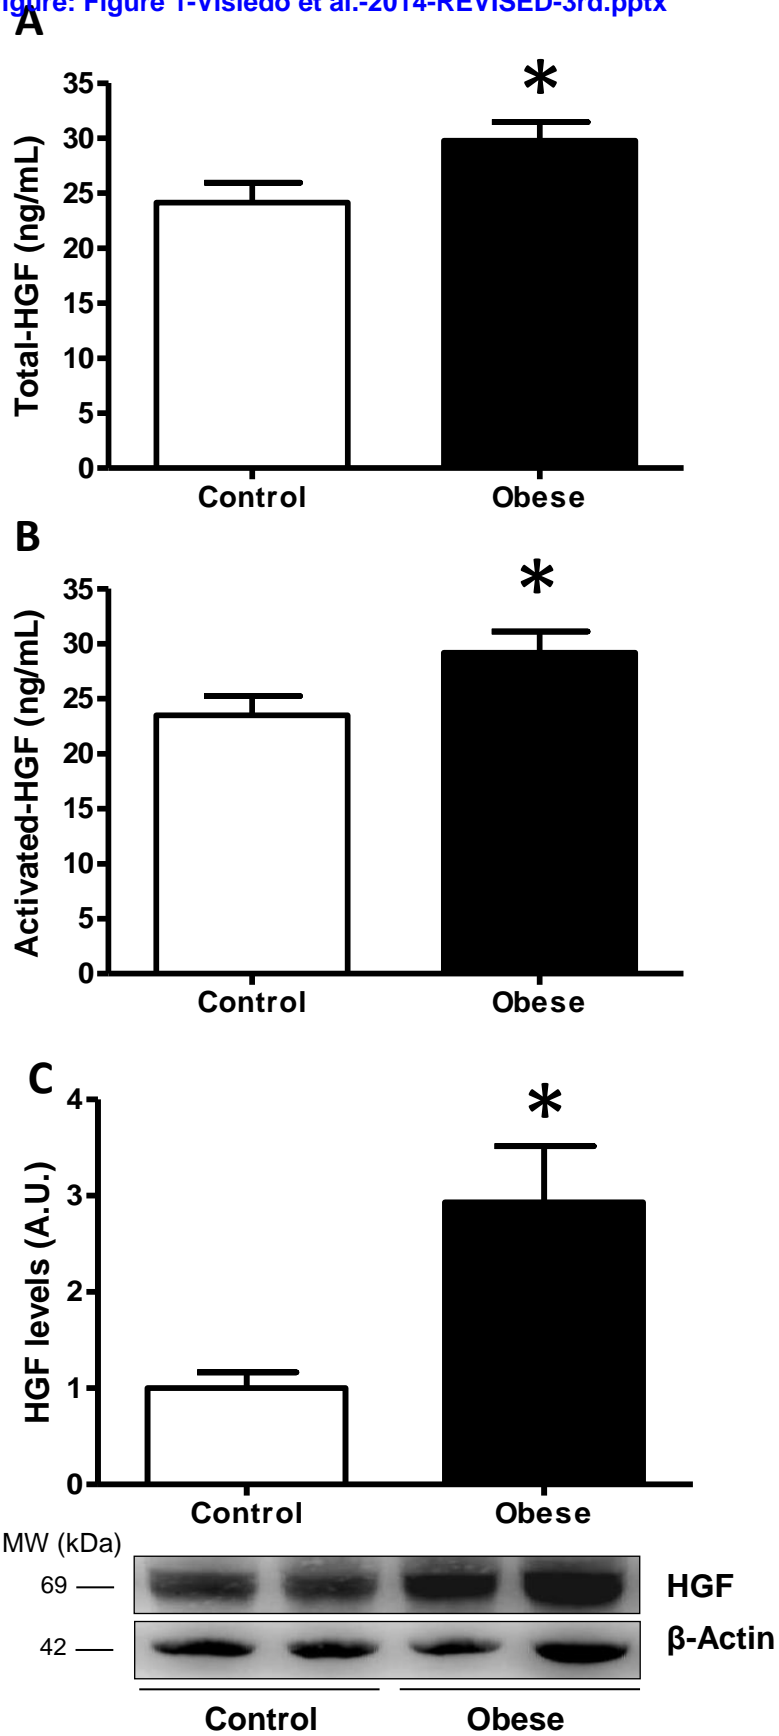 igure: Figure 1-Visiedo et al.-2014-REVISED-3rd.pptx
A
*
35
30
25
20
15
10
5
0
Total-HGF (ng/mL)
Control Obese
B
*
35
30
25
20
15
10
5
0
Activated-HGF (ng/mL)
Control Obese
C
*
4
3
2
1
0
HGF levels (A.U.)
Control Obese
MW (kDa)
69 HGF
42 β-Actin
Control Obese